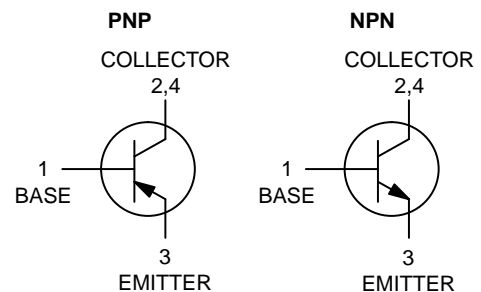 PNP
COLLECTOR
2,4
1
BASE
3
EMITTER
NPN
COLLECTOR
2,4
1
BASE
3
EMITTER